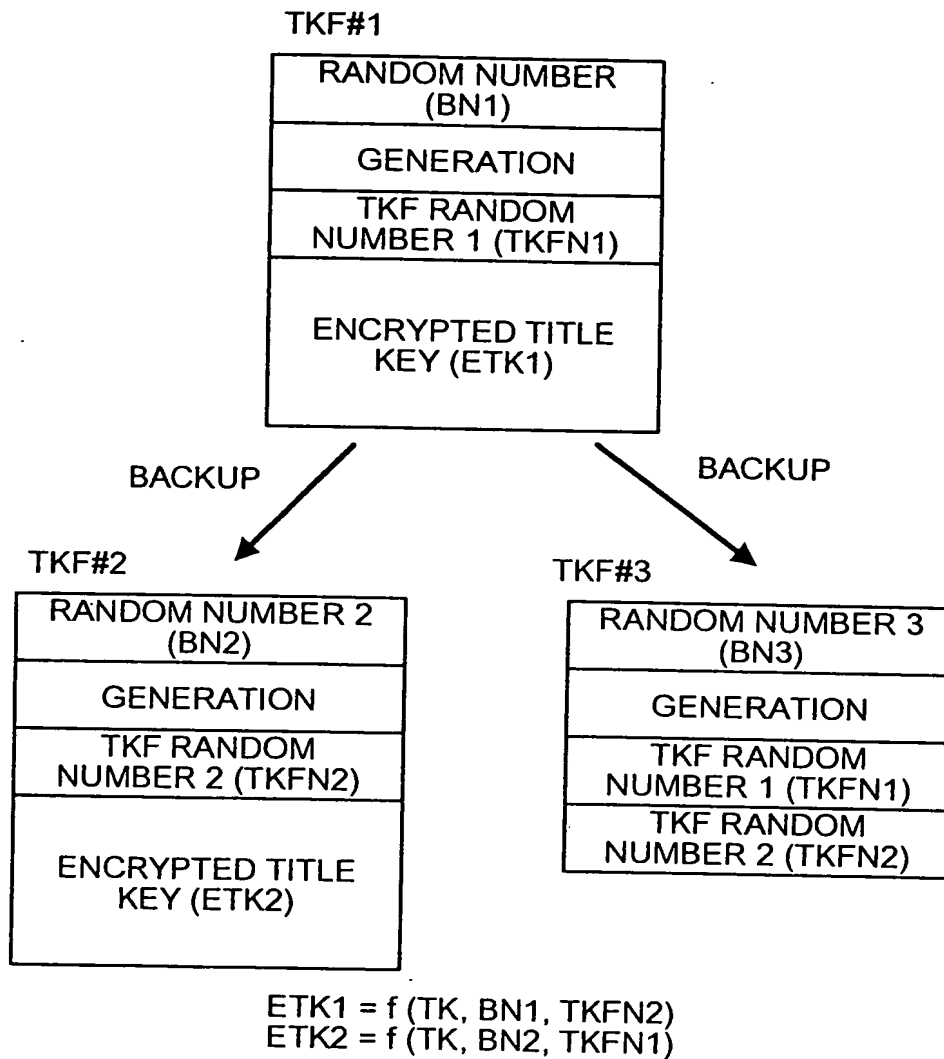 TKF#1
RANDOM NUMBER
(BN1)
GENERATION
TKF RANDOM
NUMBER 1 (TKFN1)
ENCRYPTED TITLE
KEY (ETK1)
BACKUP
BACKUP
TKF#2
RANDOM NUMBER 2
(BN2)
GENERATION
TKF RANDOM
NUMBER 2 (TKFN2)
ENCRYPTED TITLE
KEY (ETK2)
TKF#3
RANDOM NUMBER 3
(BN3)
GENERATION
TKF RANDOM
NUMBER 1 (TKFN1)
TKF RANDOM
NUMBER 2 (TKFN2)
ETK1 = f (TK, BN1, TKFN2)
ETK2 = f (TK, BN2, TKFN1)